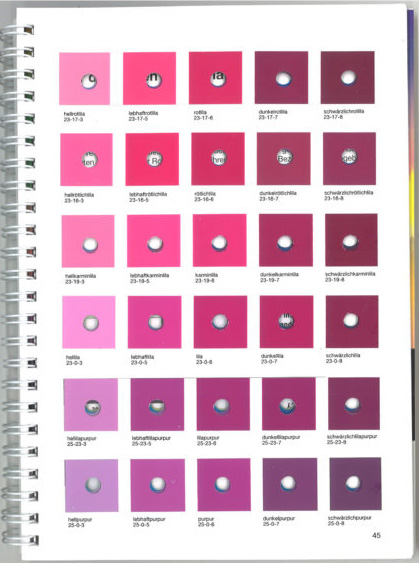 hellrotlila lebhaftrotlila rotlila dunkelrotlila schwärzlichrotlila
23-17-3 23-17-5 23-17-6 23-17-7 23-17-8
hellrötlichlila lebhaftrötlichlila rötlichlila dunkelrötlichlila schwärzlichrötlichlila
23-16-3 23-16-5 23-16-6 23-16-7 23-16-8
hellkarminlila lebhaftkarminlila karminlila dunkelkarminlila schwärzlichkarminlila
23-19-3 23-19-5 23-19-6 23-19-7 23-19-8
helllila lebhaftlila lila dunkellila schwärzlichlila
23-0-3 23-0-5 23-0-6 23-0-7 23-0-8
helllilapurpur lebhaftlilapurpur lilapurpur dunkellilapurpur schwärzlichlilapurpur
25-23-3 25-23-5 25-23-6 25-23-7 25-23-8
hellpurpur lebhaftpurpur purpur dunkelpurpur schwärzlichpurpur
25-0-3 25-0-5 25-0-6 25-0-7 25-0-8
45